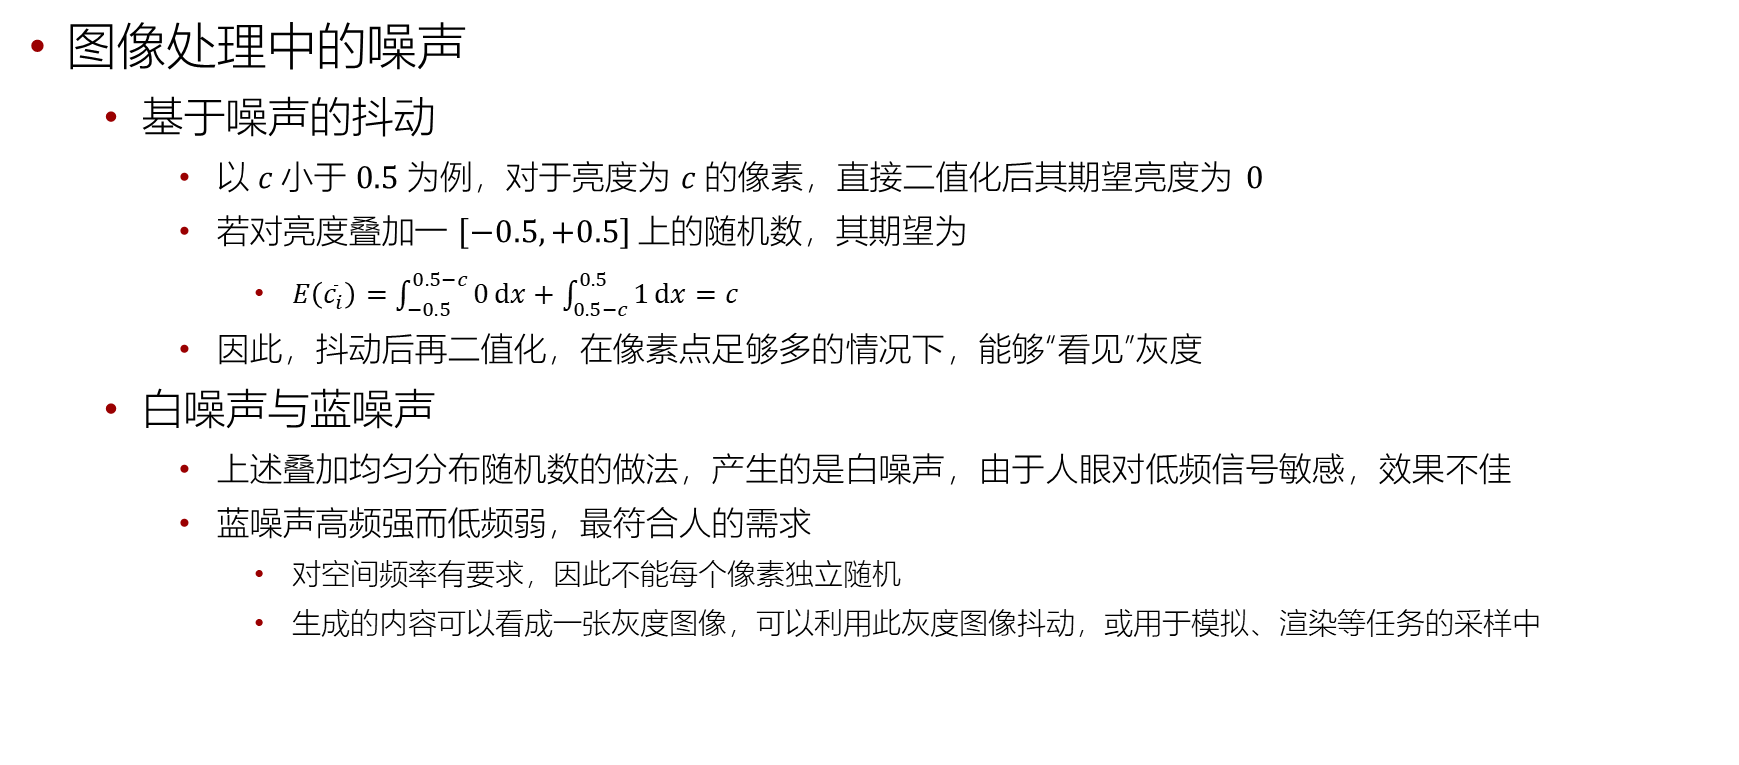 • 图像处理中的噪声
• 基于噪声的抖动
• 以 c 小于 0.5 为例，对于亮度为 c 的像素，直接二值化后其期望亮度为 0
• 若对亮度叠加一 [−0.5, +0.5] 上的随机数，其期望为
• E(c_i) = ∫_{−0.5}^{0.5−c} 0 dx + ∫_{0.5−c}^{0.5} 1 dx = c
• 因此，抖动后再二值化，在像素点足够多的情况下，能够“看见”灰度
• 白噪声与蓝噪声
• 上述叠加均匀分布随机数的做法，产生的是白噪声，由于人眼对低频信号敏感，效果不佳
• 蓝噪声高频强而低频弱，最符合人的需求
• 对空间频率有要求，因此不能每个像素独立随机
• 生成的内容可以看成一张灰度图像，可以利用此灰度图像抖动，或用于模拟、渲染等任务的采样中